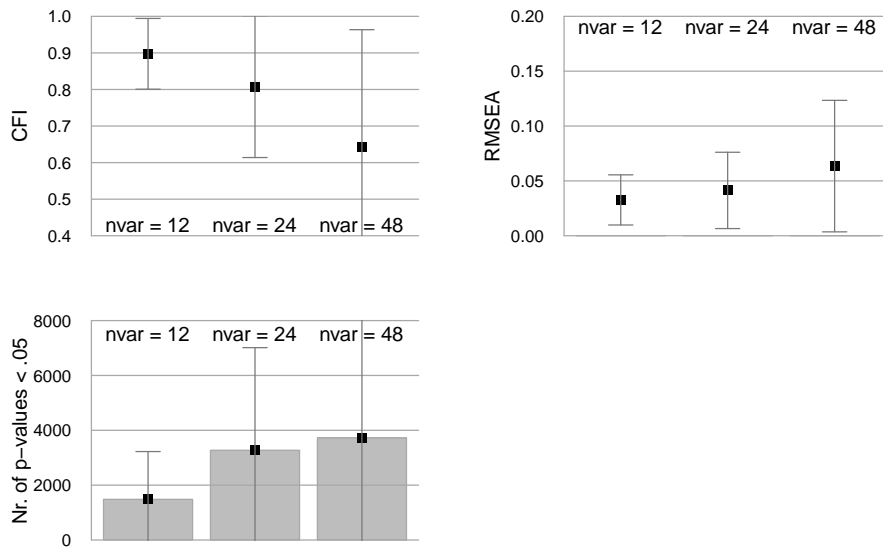 CFI
1.0
0.9
0.8
0.7
0.6
0.5
0.4
nvar = 12 nvar = 24 nvar = 48
RMSEA
0.20
0.15
0.10
0.05
0.00
nvar = 12 nvar = 24 nvar = 48
Nr. of p−values < .05
8000
6000
4000
2000
0
nvar = 12 nvar = 24 nvar = 48